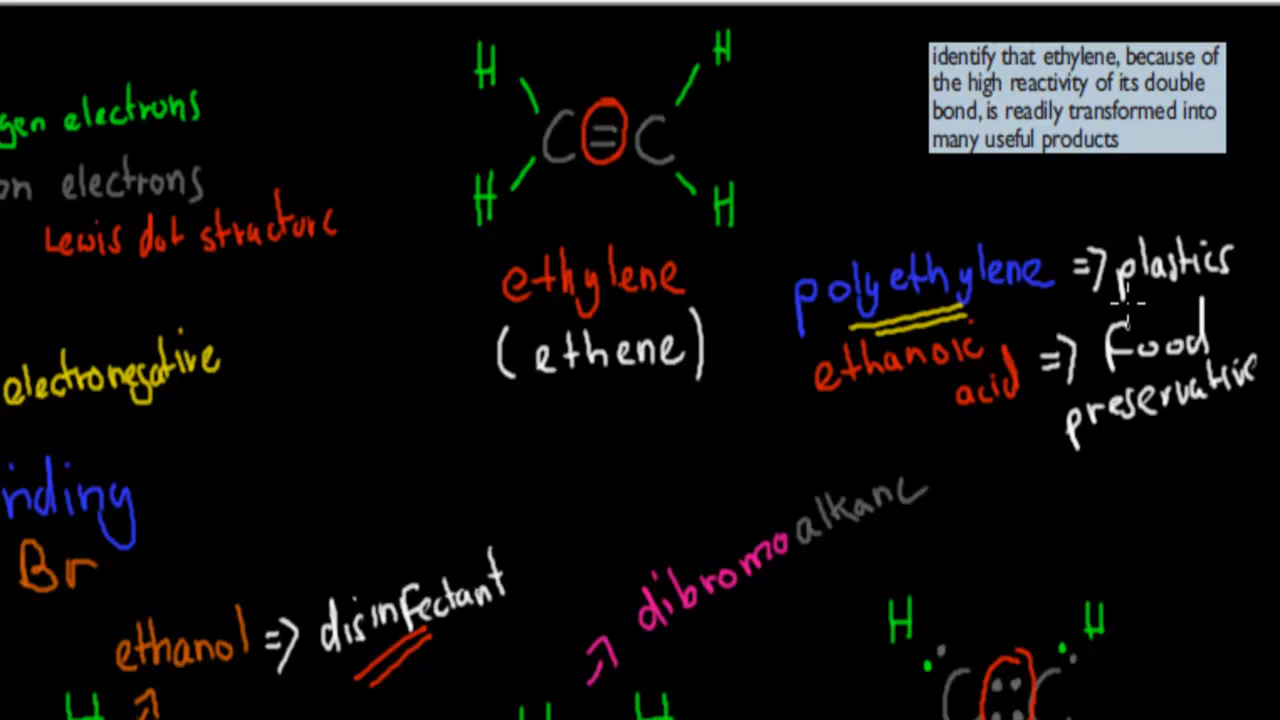 H H
C = C
H H
ethylene
(ethene)
identify that ethylene, because of
the high reactivity of its double
bond, is readily transformed into
many useful products
gen electrons
on electrons
Lewis dot structure
electronegative
nding
Br
polyethylene => plastics
ethanoic
acid => Food
preservative
ethanol => disinfectant
dibromoalkane
H H
C :: C
H
H H